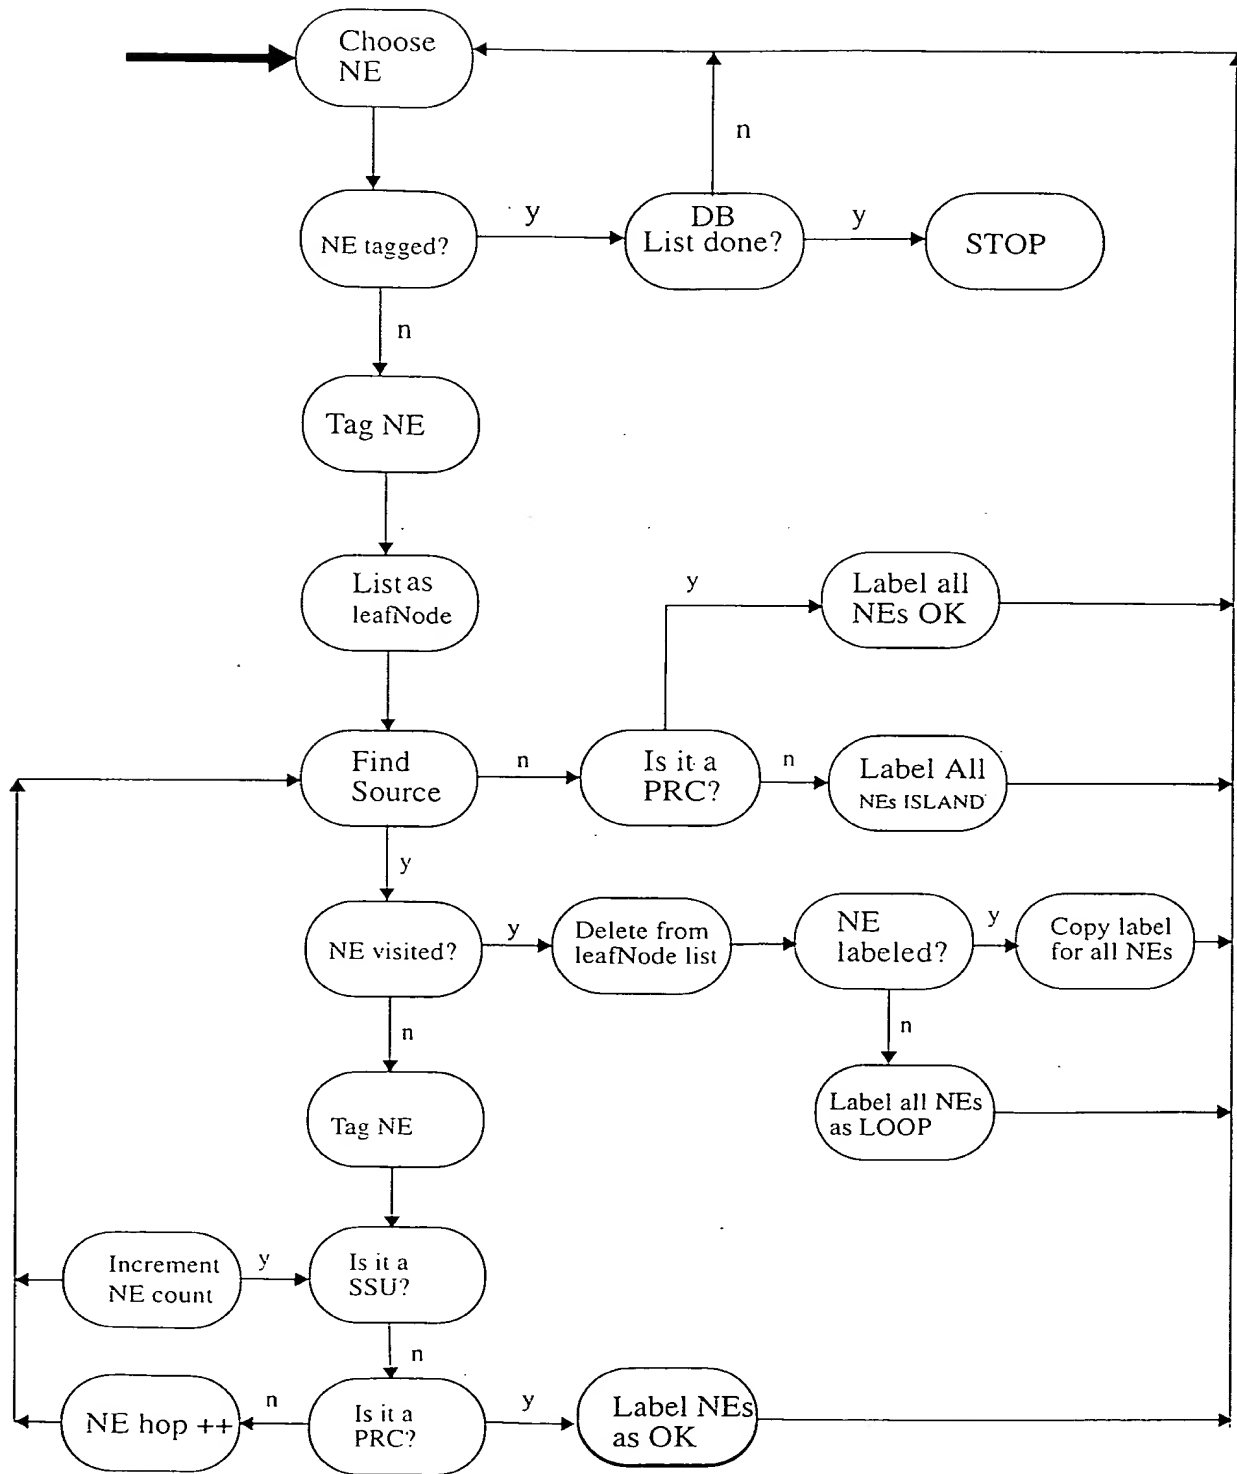 Choose
NE
n
NE tagged?
y
DB
List done?
y
STOP
n
Tag NE
List as
leafNode
y
Label all
NEs OK
Find
Source
n
Is it a
PRC?
n
Label All
NEs ISLAND
y
NE visited?
y
Delete from
leafNode list
NE
labeled?
y
Copy label
for all NEs
n
n
Tag NE
Label all NEs
as LOOP
Increment
NE count
y
Is it a
SSU?
n
NE hop ++
n
Is it a
PRC?
y
Label NEs
as OK